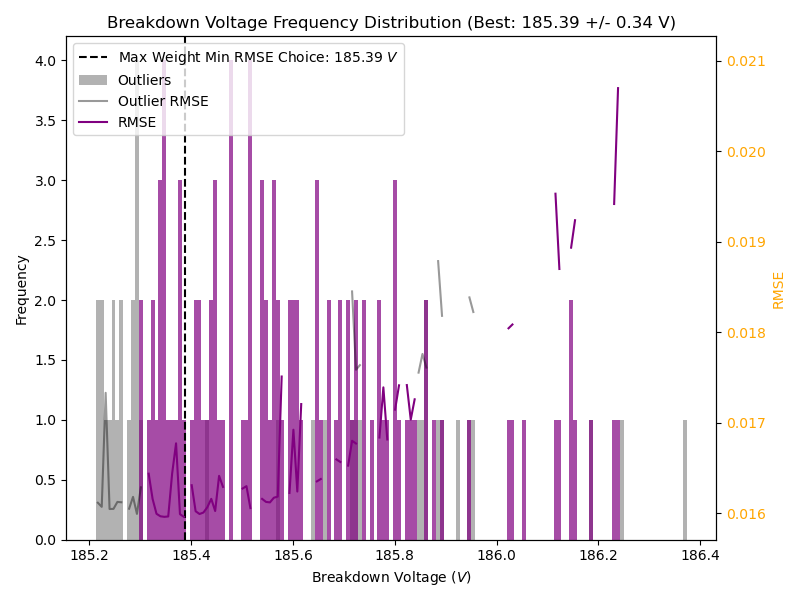 Breakdown Voltage Frequency Distribution (Best: 185.39 +/- 0.34 V)
Max Weight Min RMSE Choice: 185.39 V
Outliers
Outlier RMSE
RMSE
Frequency
4.0
3.5
3.0
2.5
2.0
1.5
1.0
0.5
0.0
0.021
0.020
0.019
0.018
0.017
0.016
RMSE
185.2 185.4 185.6 185.8 186.0 186.2 186.4
Breakdown Voltage (V)